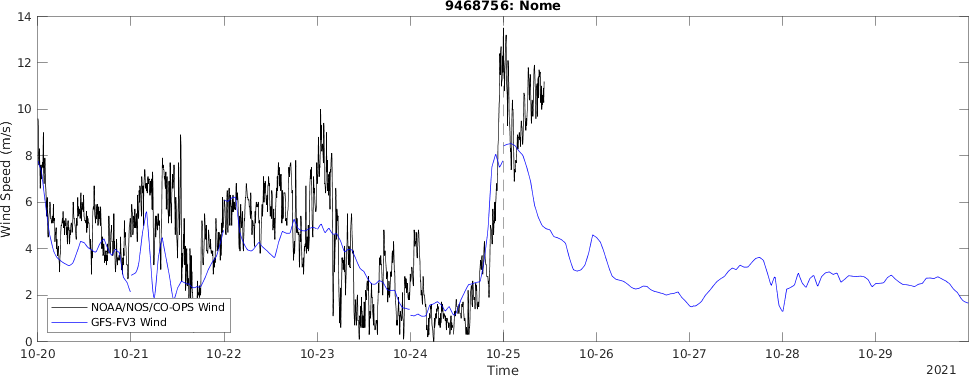 9468756: Nome
14
12
10
8
6
4
2
0
Wind Speed (m/s)
NOAA/NOS/CO-OPS Wind
GFS-FV3 Wind
10-20 10-21 10-22 10-23 10-24 10-25 10-26 10-27 10-28 10-29
Time
2021